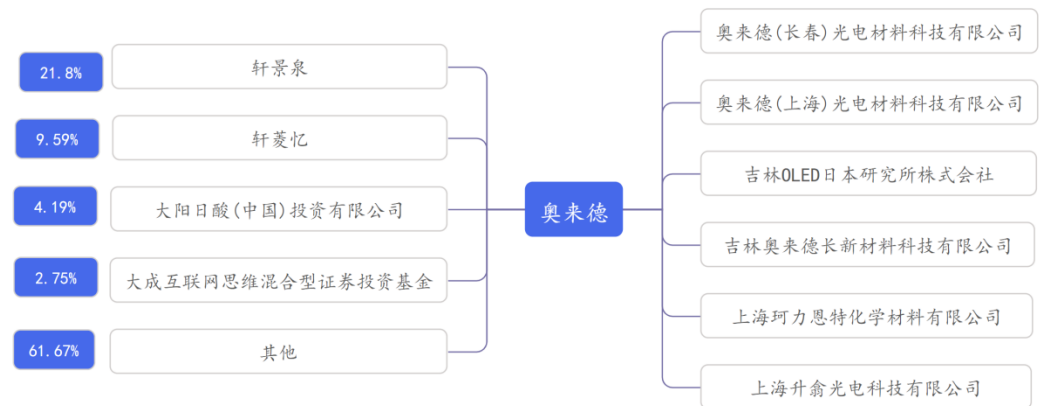 21.8%
轩景泉
9.59%
轩菱忆
4.19%
大阳日酸(中国)投资有限公司
2.75%
大成互联网思维混合型证券投资基金
61.67%
其他
奥来德
奥来德(长春)光电材料科技有限公司
奥来德(上海)光电材料科技有限公司
吉林OLED日本研究所株式会社
吉林奥来德长新材料科技有限公司
上海珂力恩特化学材料有限公司
上海升翕光电科技有限公司